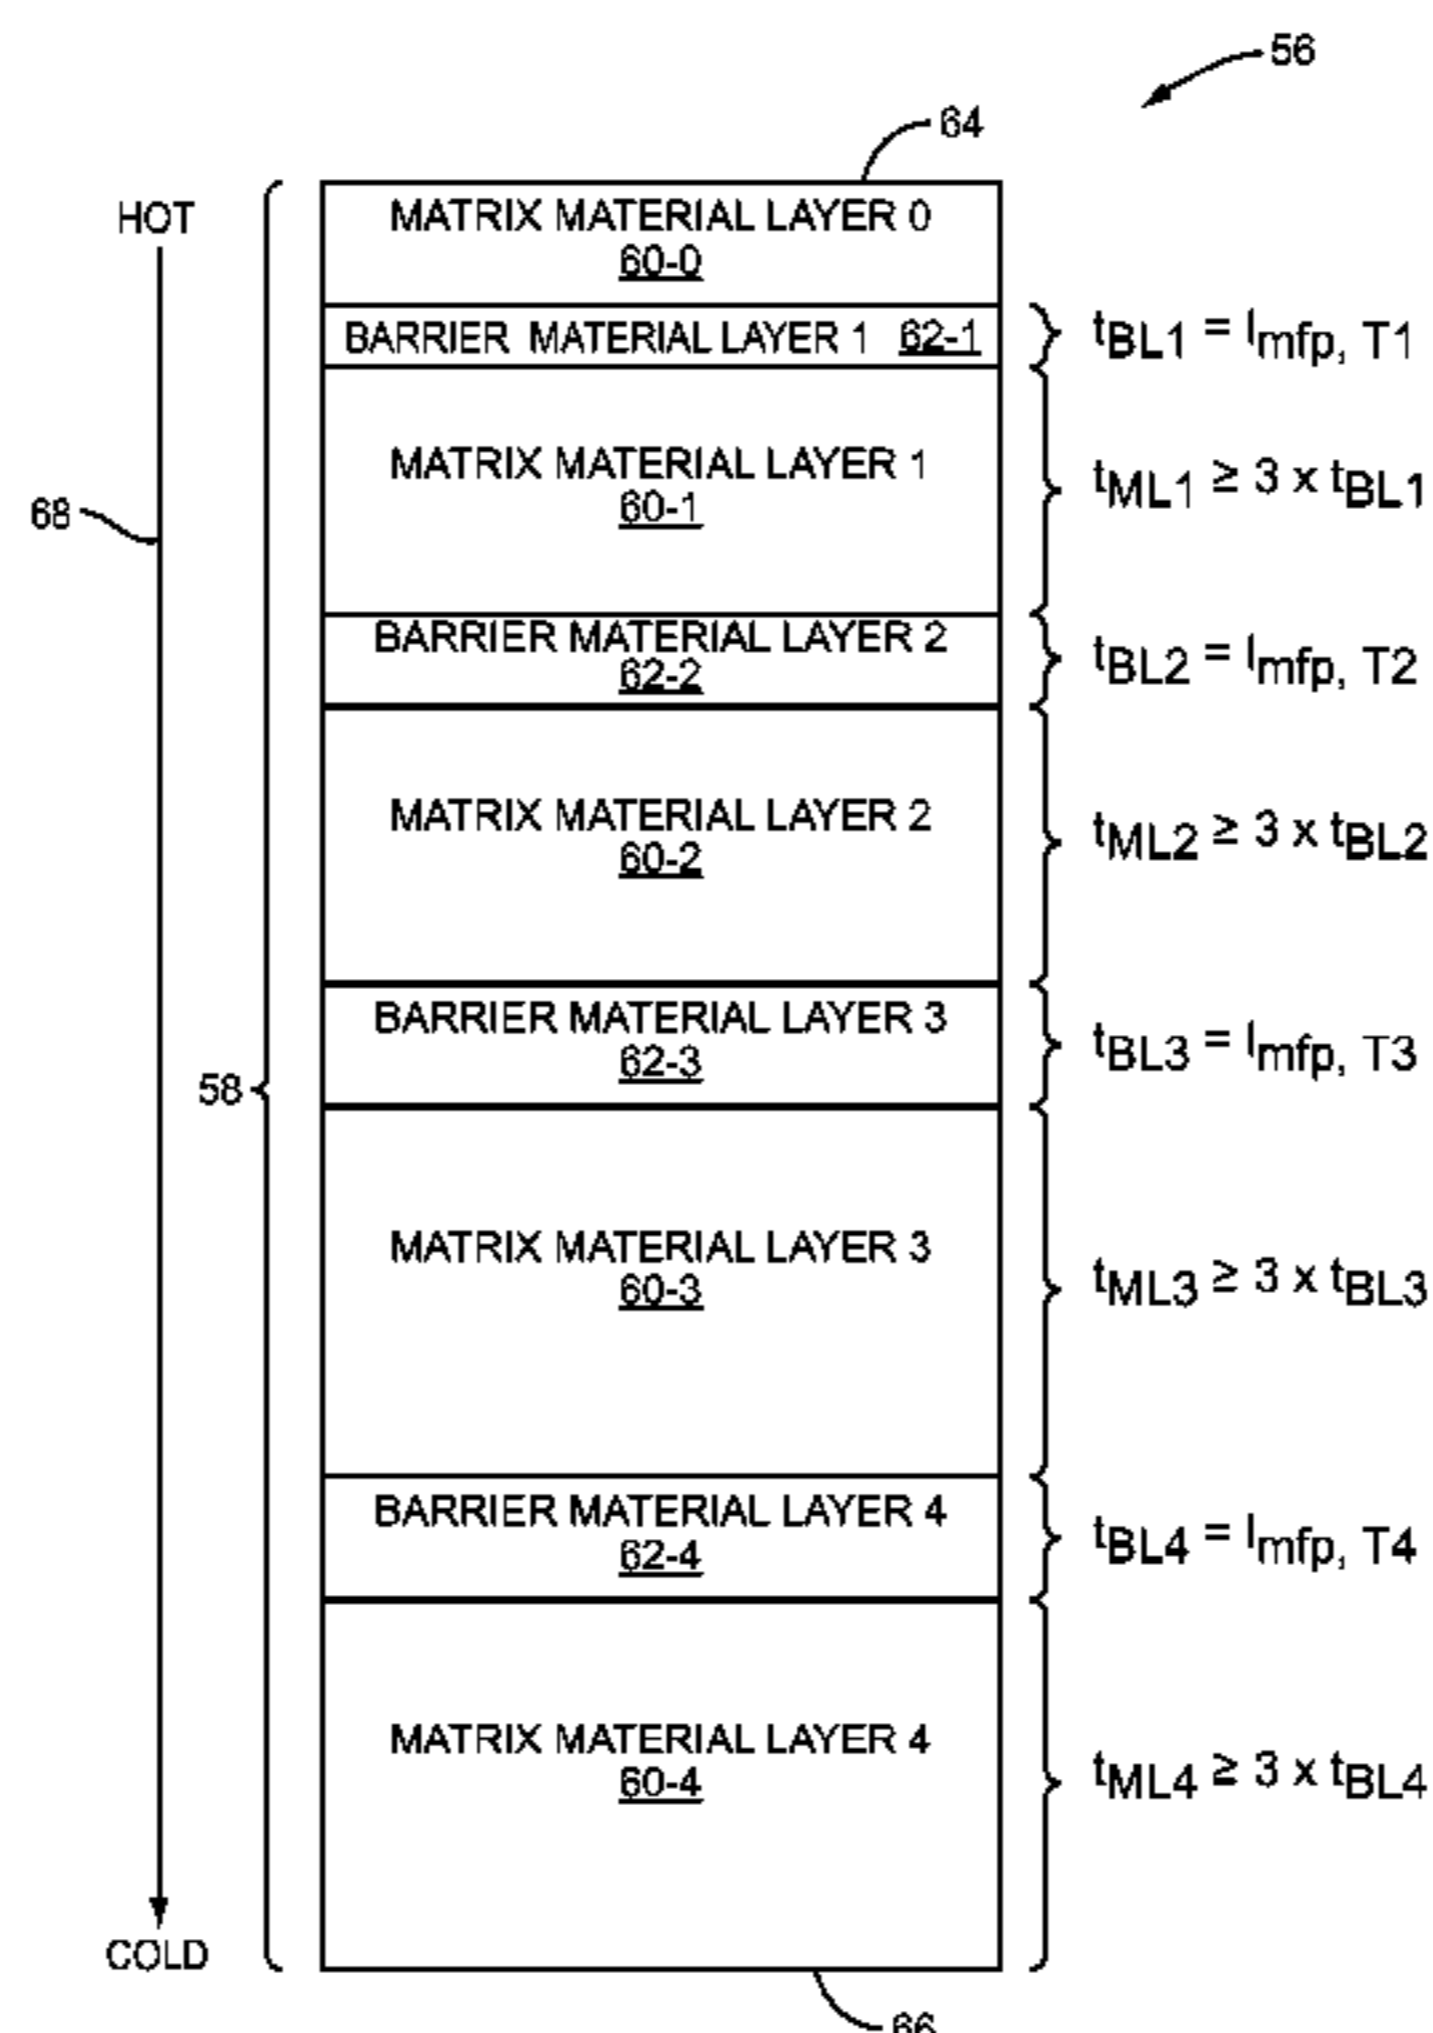 56
64
HOT
MATRIX MATERIAL LAYER 0
60-0
BARRIER MATERIAL LAYER 1 62-1
tBL1 = lmfp, T1
MATRIX MATERIAL LAYER 1
60-1
tML1 ≥ 3 x tBL1
68
BARRIER MATERIAL LAYER 2
62-2
tBL2 = lmfp, T2
MATRIX MATERIAL LAYER 2
60-2
tML2 ≥ 3 x tBL2
BARRIER MATERIAL LAYER 3
62-3
tBL3 = lmfp, T3
58
MATRIX MATERIAL LAYER 3
60-3
tML3 ≥ 3 x tBL3
BARRIER MATERIAL LAYER 4
62-4
tBL4 = lmfp, T4
MATRIX MATERIAL LAYER 4
60-4
tML4 ≥ 3 x tBL4
COLD
66